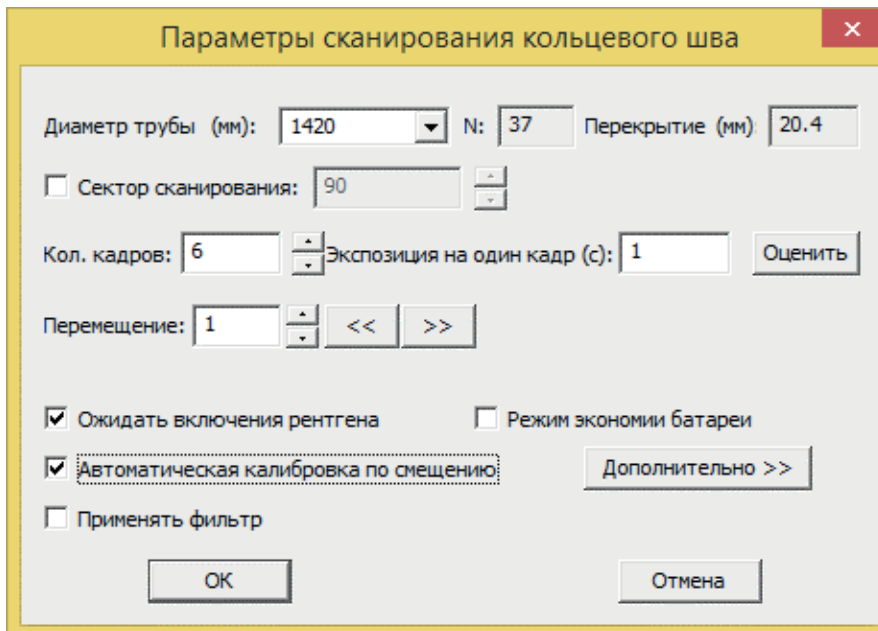 Параметры сканирования кольцевого шва
Диаметр трубы (мм): 1420 N: 37 Перекрытие (мм) 20.4
Сектор сканирования: 90
Кол. кадров: 6 Экспозиция на один кадр (с): 1 Оценить
Перемещение: 1 << >>
Ожидать включения рентгена Режим экономии батареи
Автоматическая калибровка по смещению Дополнительно >>
Применять фильтр
OK Отмена